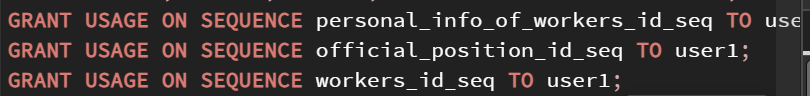 GRANT USAGE ON SEQUENCE personal_info_of_workers_id_seq TO use
GRANT USAGE ON SEQUENCE official_position_id_seq TO user1;
GRANT USAGE ON SEQUENCE workers_id_seq TO user1;